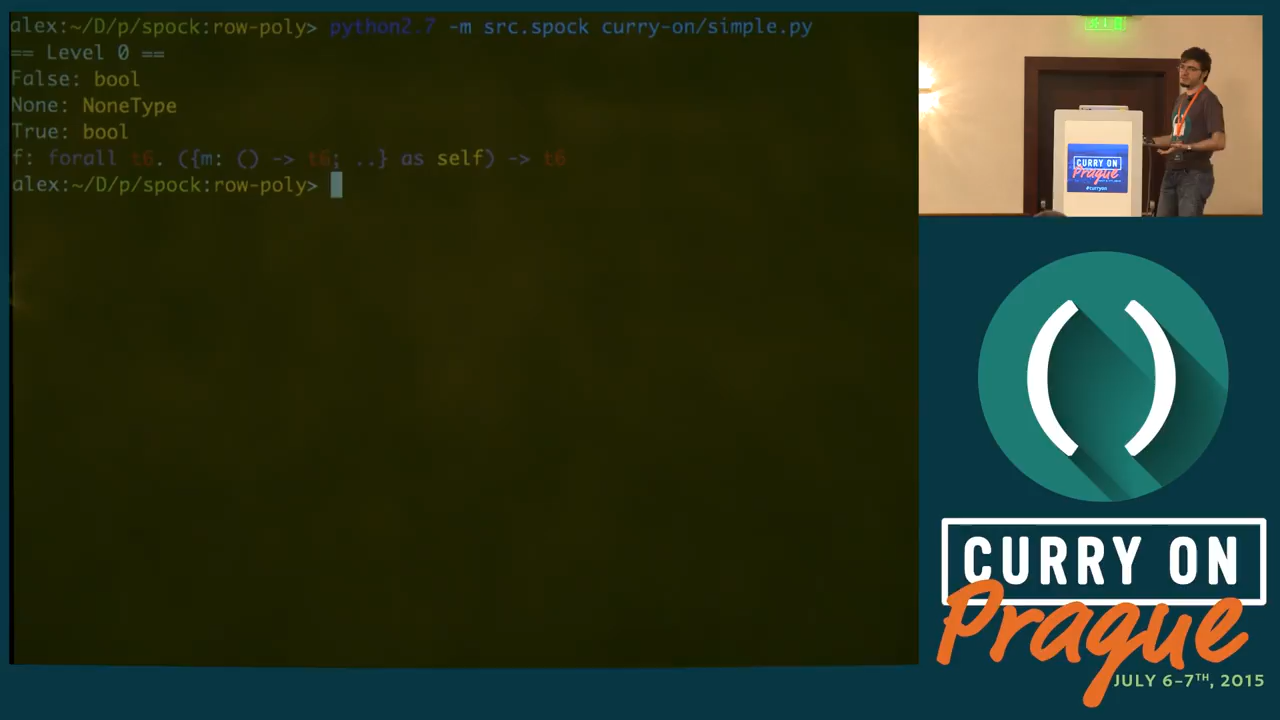 alex:~/D/p/spock:row-poly> python2.7 -m src.spock curry-on/simple.py
== Level 0 ==
False: bool
None: NoneType
True: bool
f: forall t6. ({m: () -> t6; ..} as self) -> t6
alex:~/D/p/spock:row-poly>
CURRY ON
Prague
#curryon
( )
CURRY ON
Prague
JULY 6-7TH, 2015